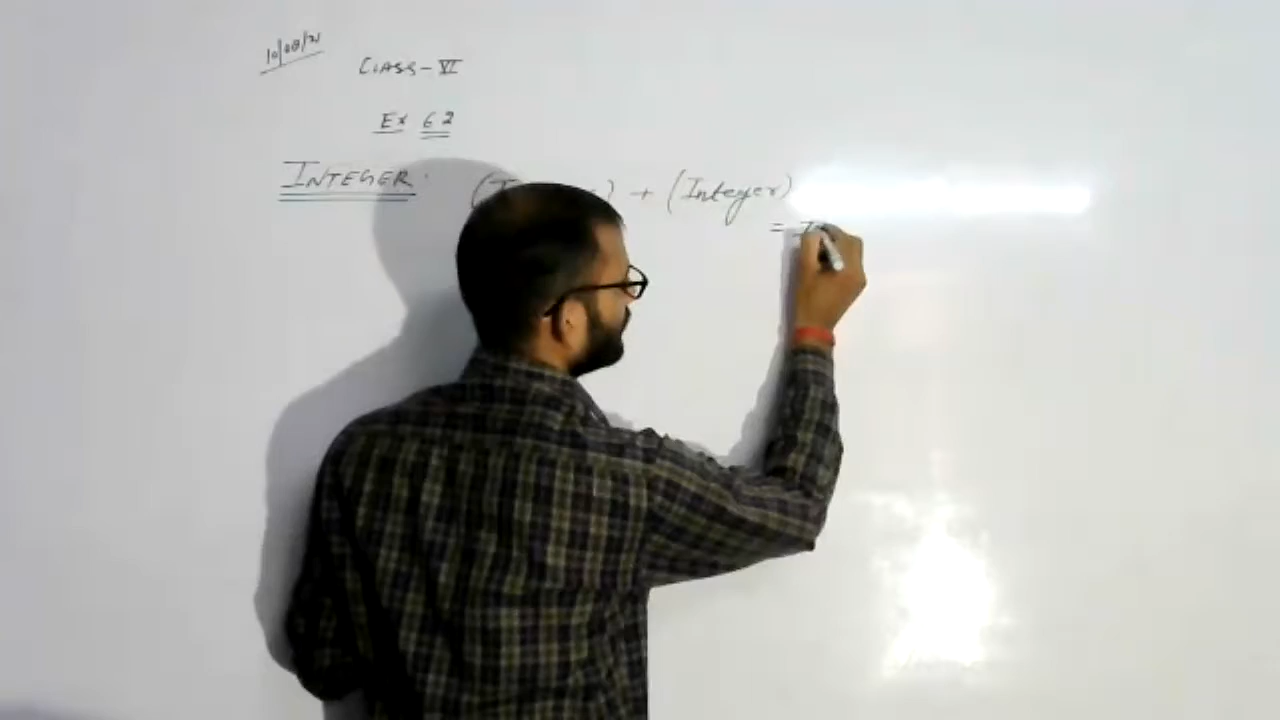 10/08/21
CLASS-VI
Ex 6 2
INTEGER. + (Integer)
=